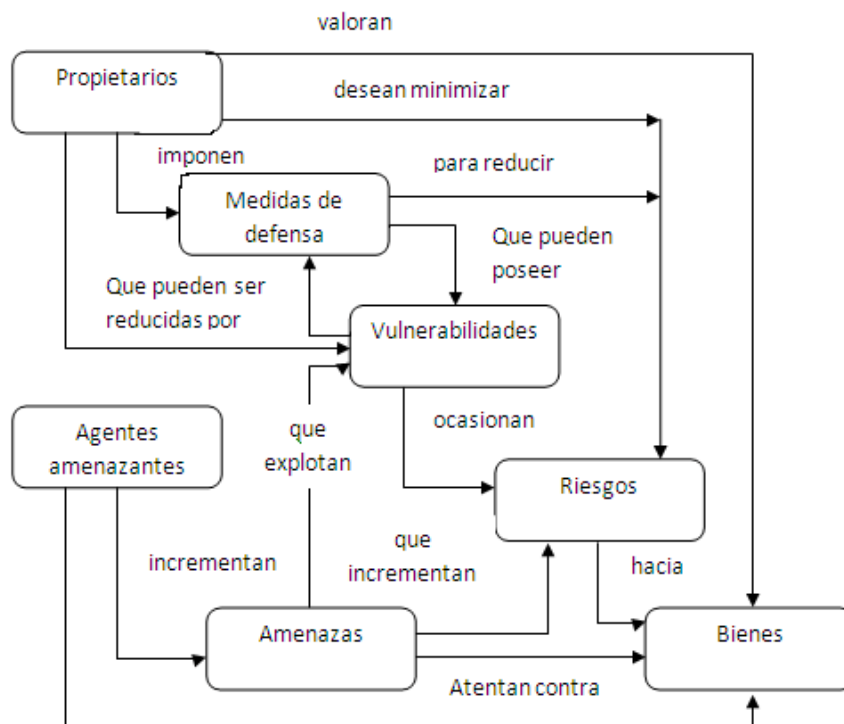 valoran
Propietarios
desean minimizar
imponen
para reducir
Medidas de
defensa
Que pueden
poseer
Que pueden ser
reducidas por
Vulnerabilidades
Agentes
amenazantes
que
explotan
ocasionan
Riesgos
que
incrementan
incrementan
hacia
Amenazas
Bienes
Atentan contra